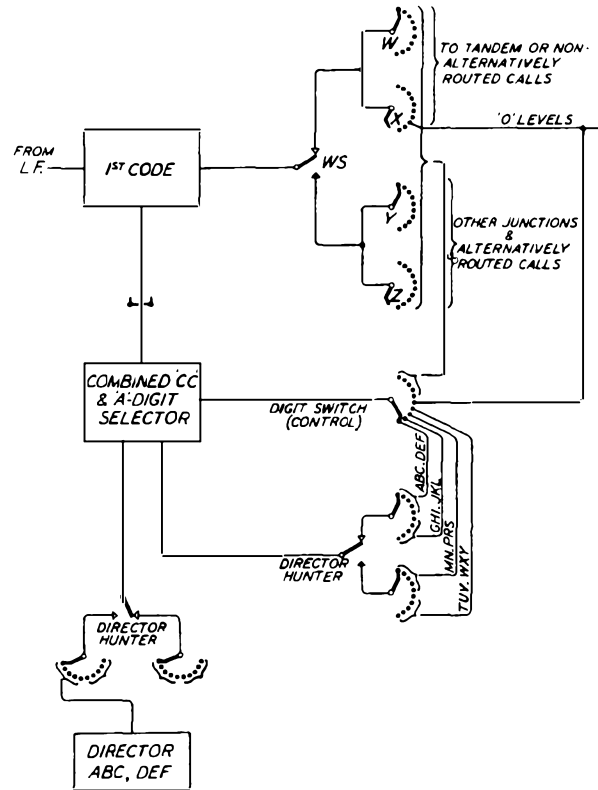 W
TO TANDEM OR NON-
ALTERNATIVELY
ROUTED CALLS
X
'O' LEVELS
FROM
L.F.
1ST CODE
WS
Y
OTHER JUNCTIONS
&
ALTERNATIVELY
ROUTED CALLS
Z
COMBINED 'CC'
& 'A'-DIGIT
SELECTOR
DIGIT SWITCH
(CONTROL)
ABC.DEF
GHI.JKL
MN.PRS
TUV.WXY
DIRECTOR
HUNTER
DIRECTOR
HUNTER
DIRECTOR
ABC, DEF